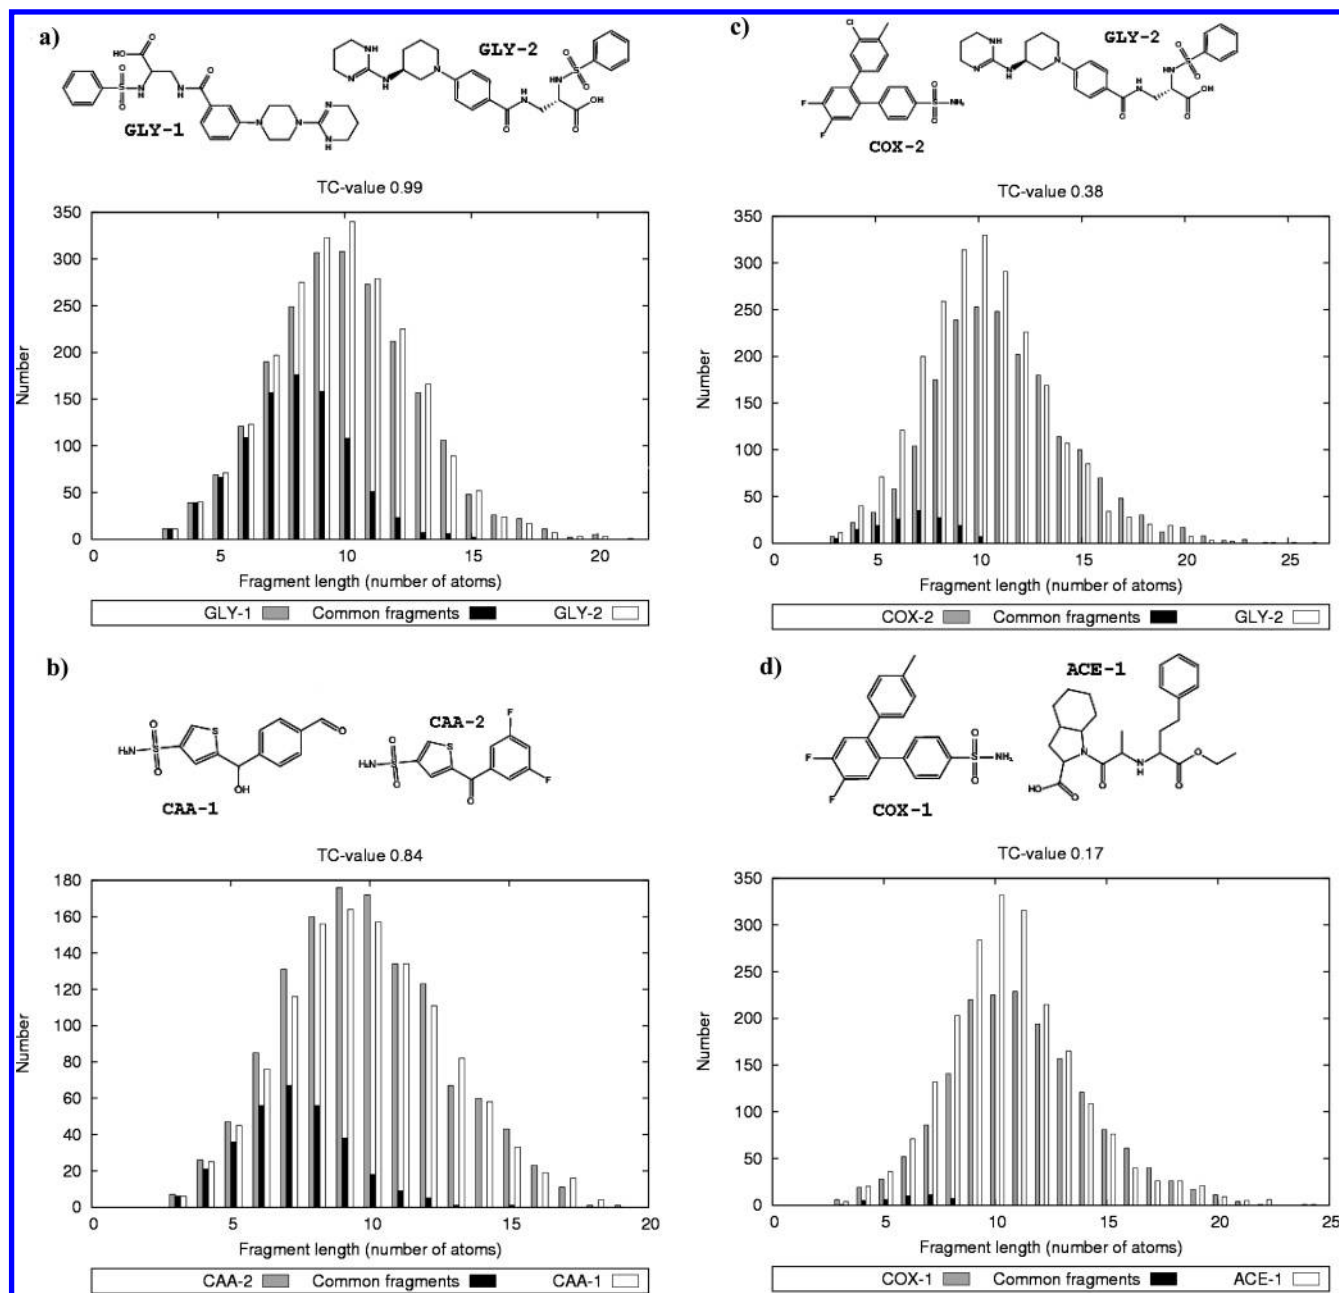 a)
GLY-1
GLY-2
TC-value 0.99
Number
350
300
250
200
150
100
50
0
0 5 10 15 20
Fragment length (number of atoms)
GLY-1 Common fragments GLY-2
c)
Cl
COX-2
GLY-2
TC-value 0.38
Number
350
300
250
200
150
100
50
0
0 5 10 15 20 25
Fragment length (number of atoms)
COX-2 Common fragments GLY-2
b)
CAA-1
CAA-2
TC-value 0.84
Number
180
160
140
120
100
80
60
40
20
0
0 5 10 15 20
Fragment length (number of atoms)
CAA-2 Common fragments CAA-1
d)
COX-1
ACE-1
TC-value 0.17
Number
350
300
250
200
150
100
50
0
0 5 10 15 20 25
Fragment length (number of atoms)
COX-1 Common fragments ACE-1